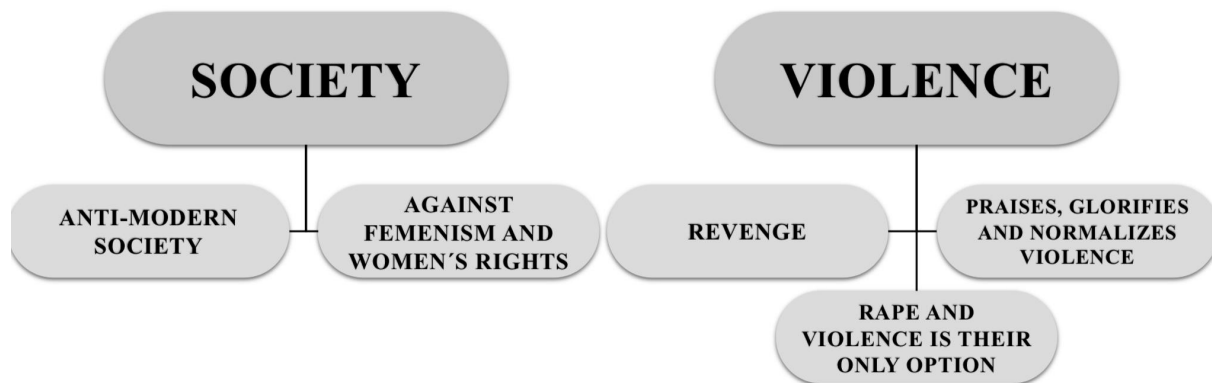 SOCIETY
ANTI-MODERN
SOCIETY
AGAINST
FEMENISM AND
WOMEN´S RIGHTS
VIOLENCE
REVENGE
PRAISES, GLORIFIES
AND NORMALIZES
VIOLENCE
RAPE AND
VIOLENCE IS THEIR
ONLY OPTION